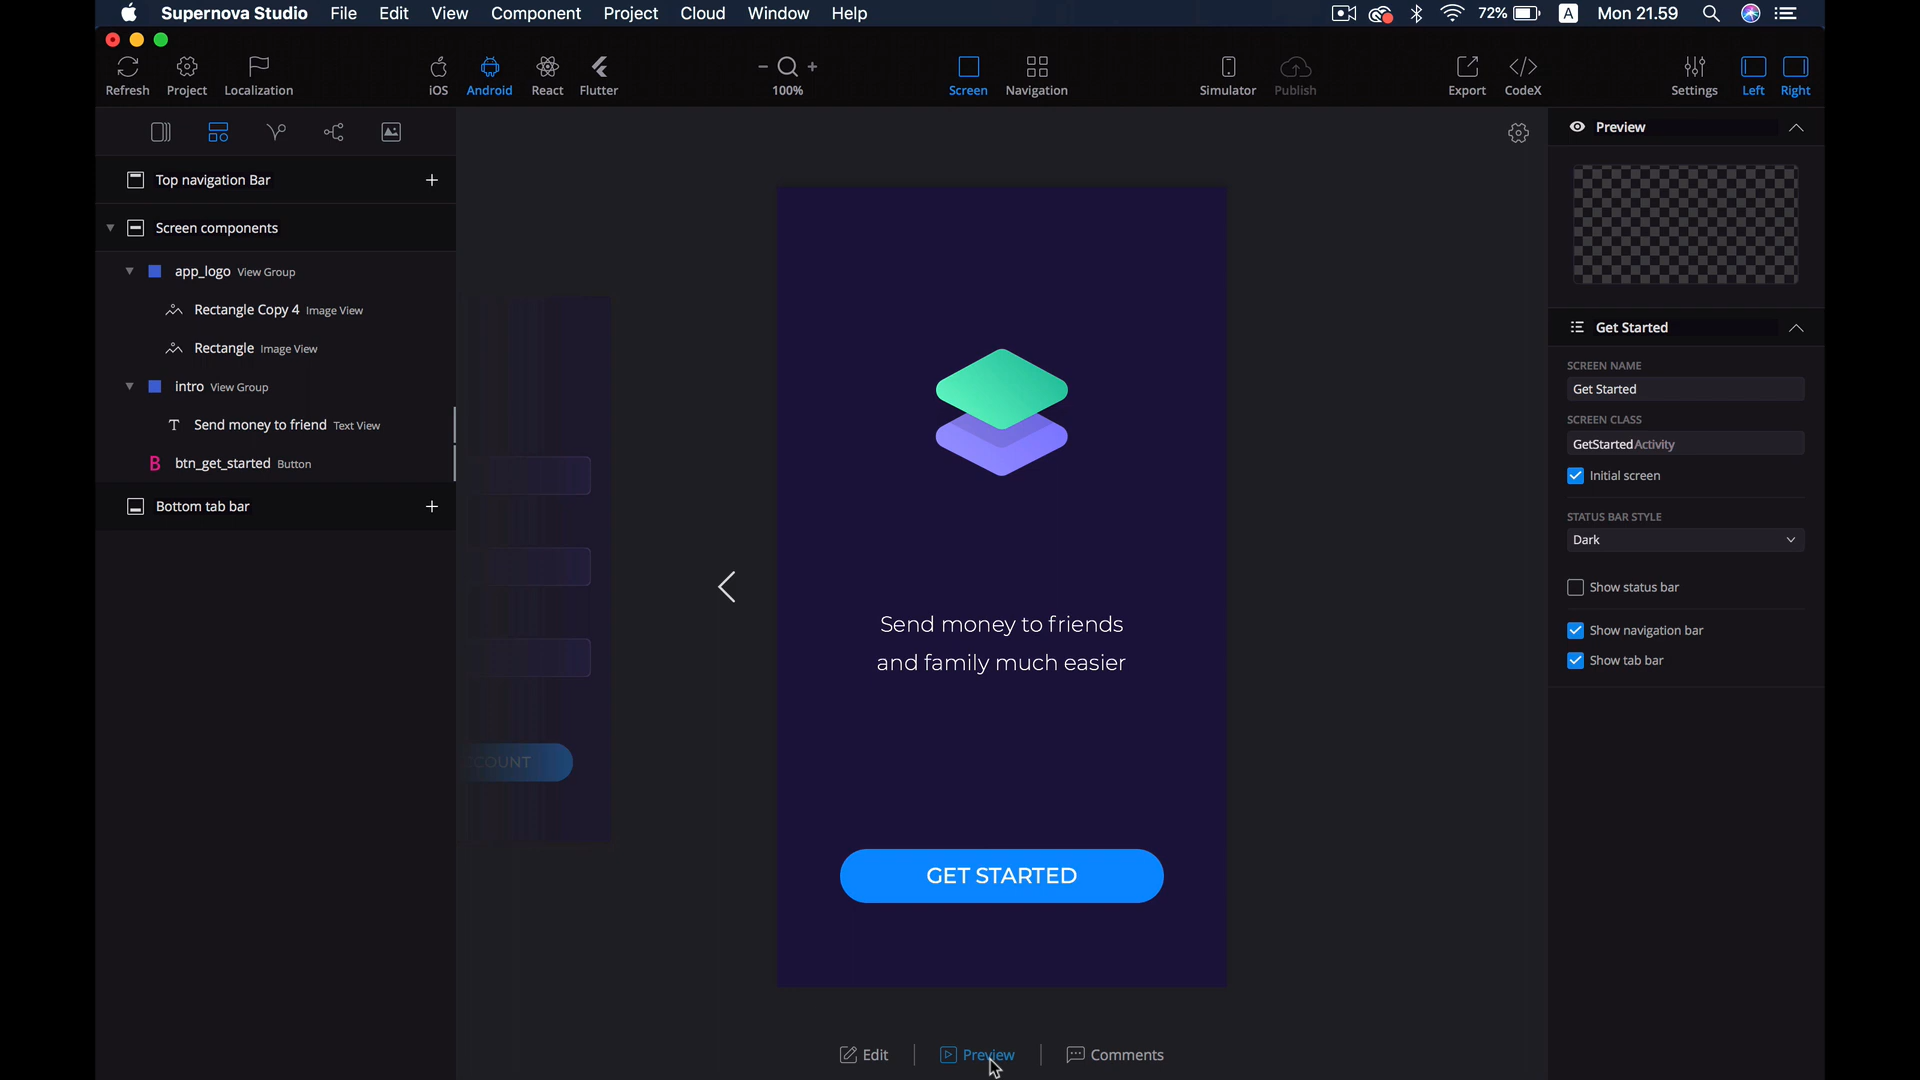 Supernova Studio File Edit View Component Project Cloud Window Help 72% A Mon 21.59
Refresh Project Localization iOS Android React Flutter 100% Screen Navigation Simulator Publish Export CodeX Settings Left Right
Top navigation Bar
Screen components
app_logo View Group
Rectangle Copy 4 Image View
Rectangle Image View
intro View Group
Send money to friend Text View
btn_get_started Button
Bottom tab bar
COUNT
Send money to friends
and family much easier
GET STARTED
Edit Preview Comments
Preview
Get Started
SCREEN NAME
Get Started
SCREEN CLASS
GetStartedActivity
Initial screen
STATUS BAR STYLE
Dark
Show status bar
Show navigation bar
Show tab bar